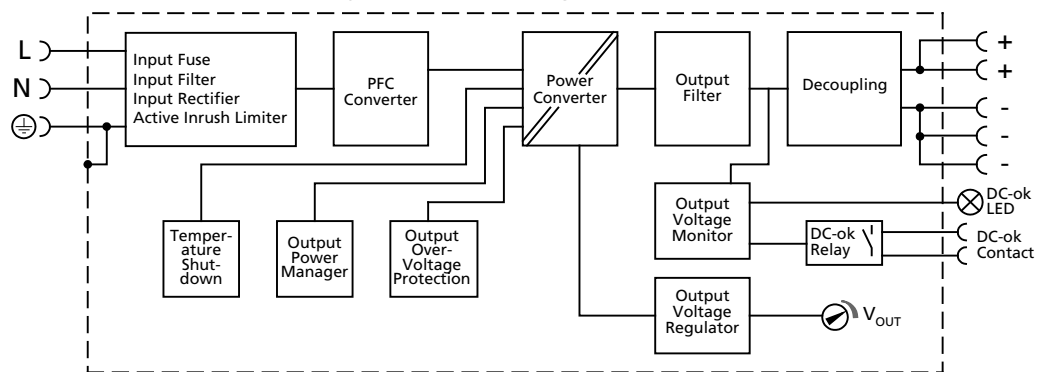 L
N
Input Fuse
Input Filter
Input Rectifier
Active Inrush Limiter
PFC
Converter
Power
Converter
Output
Filter
Decoupling
+
+
-
-
-
Temper-
ature
Shut-
down
Output
Power
Manager
Output
Over-
Voltage
Protection
Output
Voltage
Monitor
DC-ok
LED
DC-ok
Relay
DC-ok
Contact
Output
Voltage
Regulator
VOUT